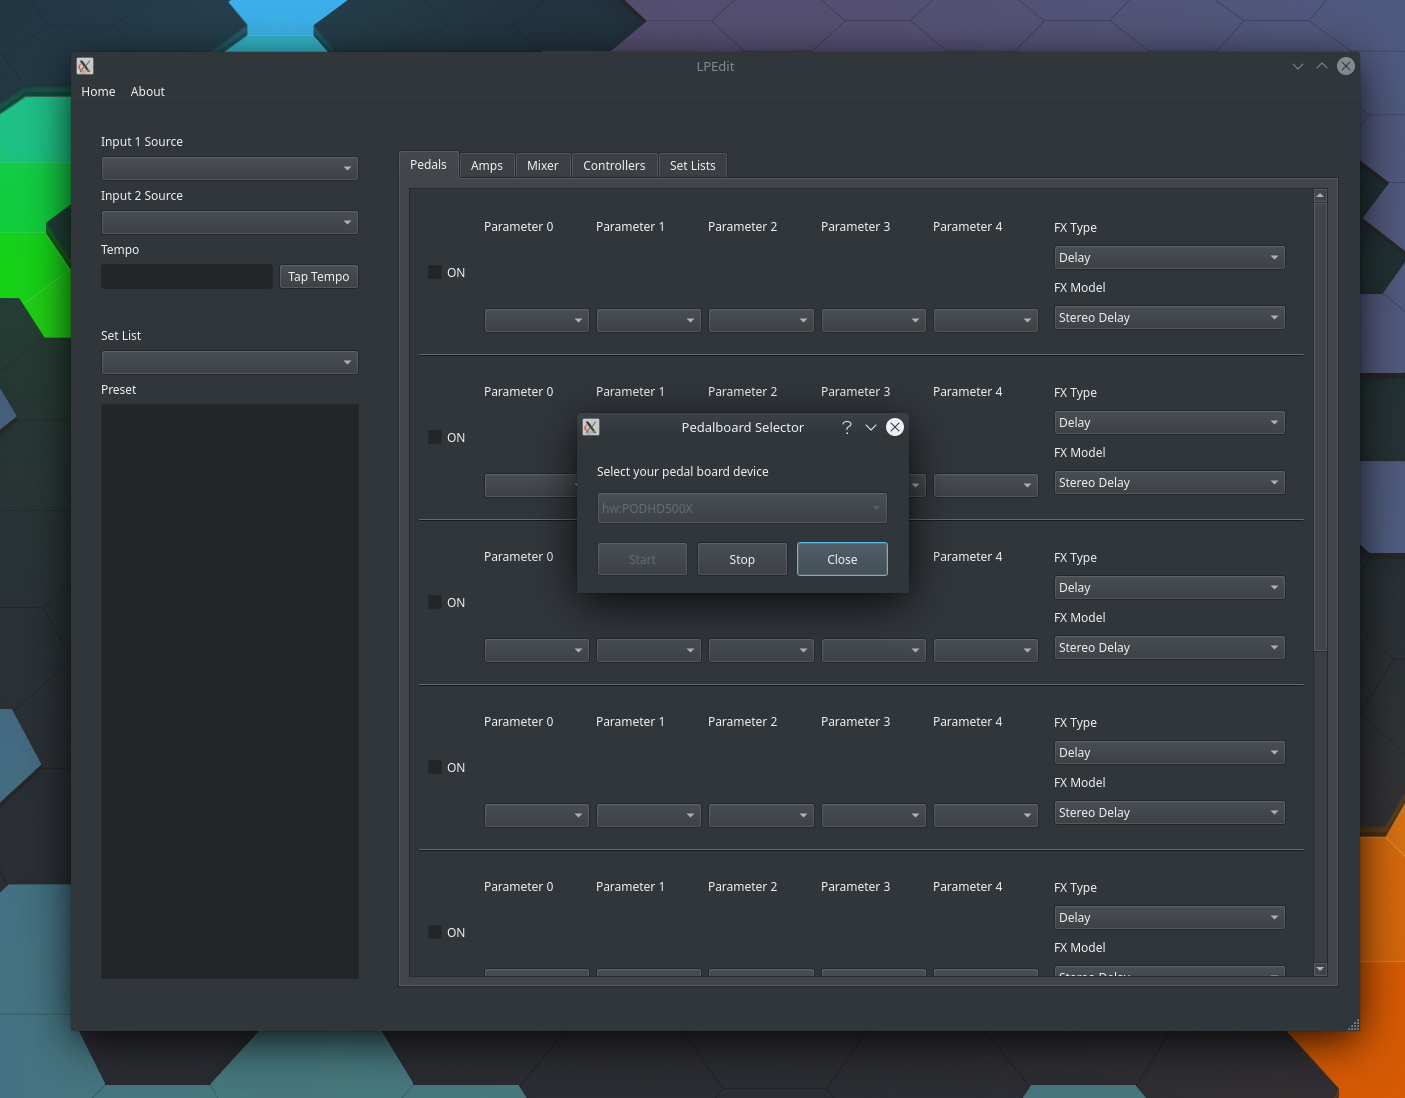 LPEdit
Home About
Input 1 Source
Input 2 Source
Tempo
Tap Tempo
Set List
Preset
Pedals Amps Mixer Controllers Set Lists
Parameter 0 Parameter 1 Parameter 2 Parameter 3 Parameter 4 FX Type
Delay
ON
FX Model
Stereo Delay
Parameter 0 Parameter 1 Parameter 2 Parameter 3 Parameter 4 FX Type
Delay
ON
FX Model
Stereo Delay
Pedalboard Selector ?
Select your pedal board device
hw:PODHD500X
Start Stop Close
Parameter 0 Parameter 4 FX Type
Delay
ON
FX Model
Stereo Delay
Parameter 0 Parameter 1 Parameter 2 Parameter 3 Parameter 4 FX Type
Delay
ON
FX Model
Stereo Delay
Parameter 0 Parameter 1 Parameter 2 Parameter 3 Parameter 4 FX Type
Delay
ON
FX Model
Stereo Delay